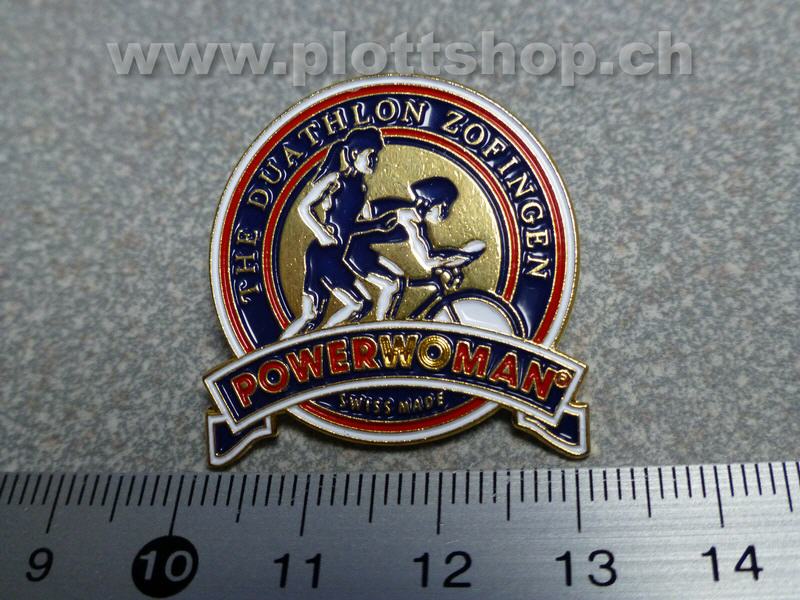 www.plottshop.ch
THE DUATHLON ZOFINGEN
POWERWOMAN®
SWISS MADE
9 10 11 12 13 14